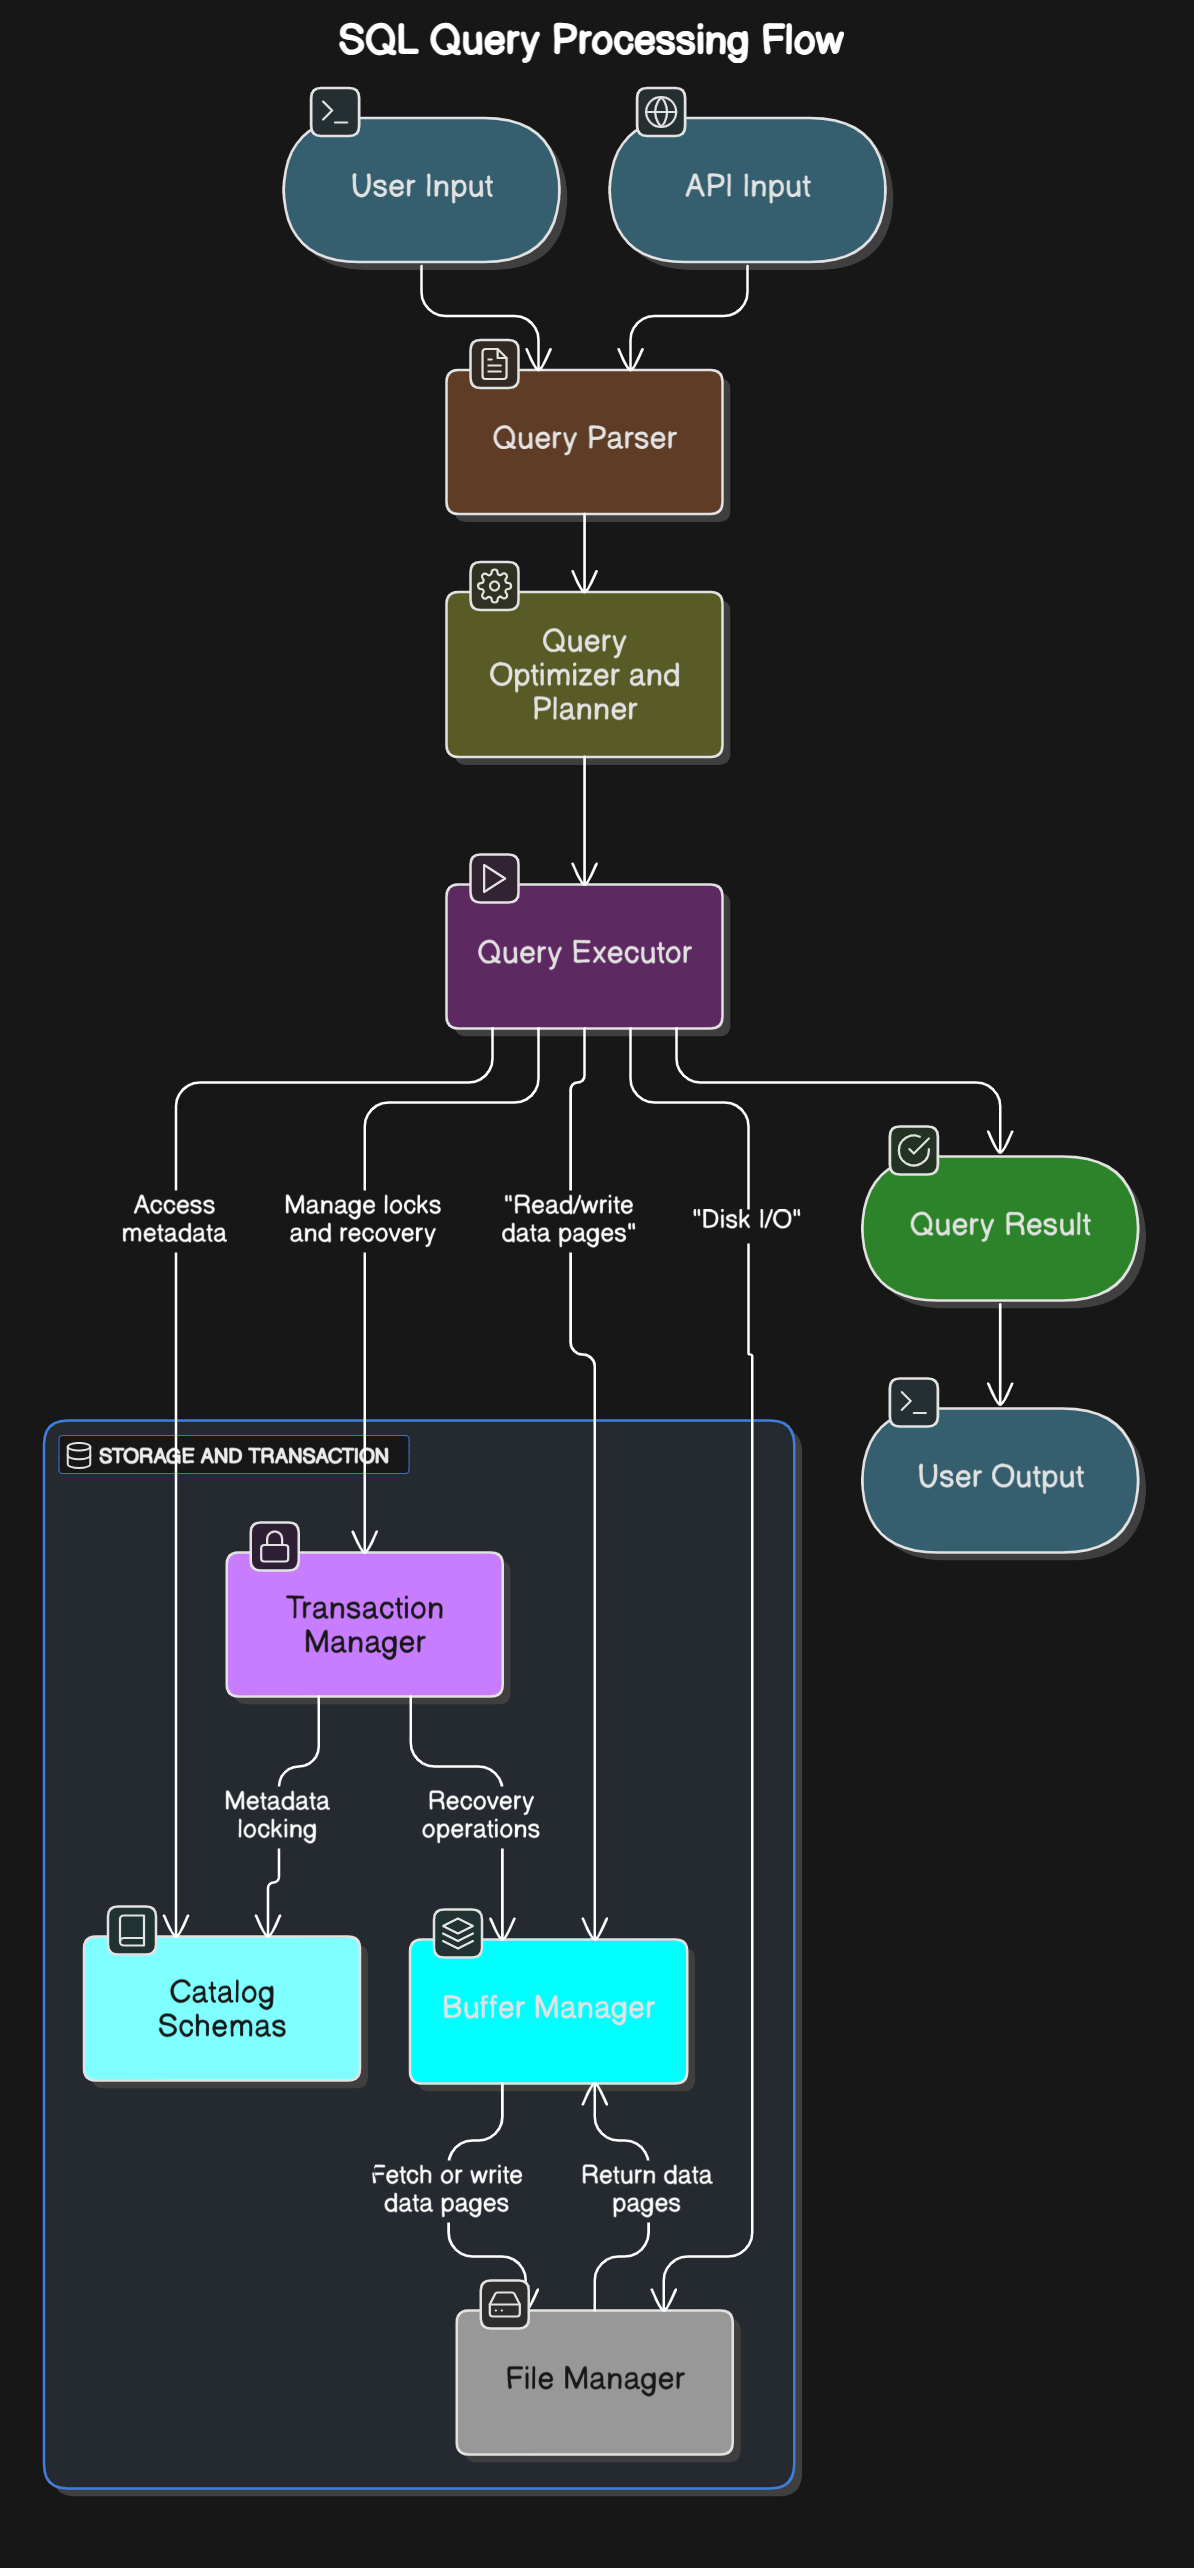 SQL Query Processing Flow
User Input
API Input
Query Parser
Query
Optimizer and
Planner
Query Executor
Access
metadata
Manage locks
and recovery
"Read/write
data pages"
"Disk I/O"
Query Result
User Output
STORAGE AND TRANSACTION
Transaction
Manager
Metadata
locking
Recovery
operations
Catalog
Schemas
Buffer Manager
Fetch or write
data pages
Return data
pages
File Manager